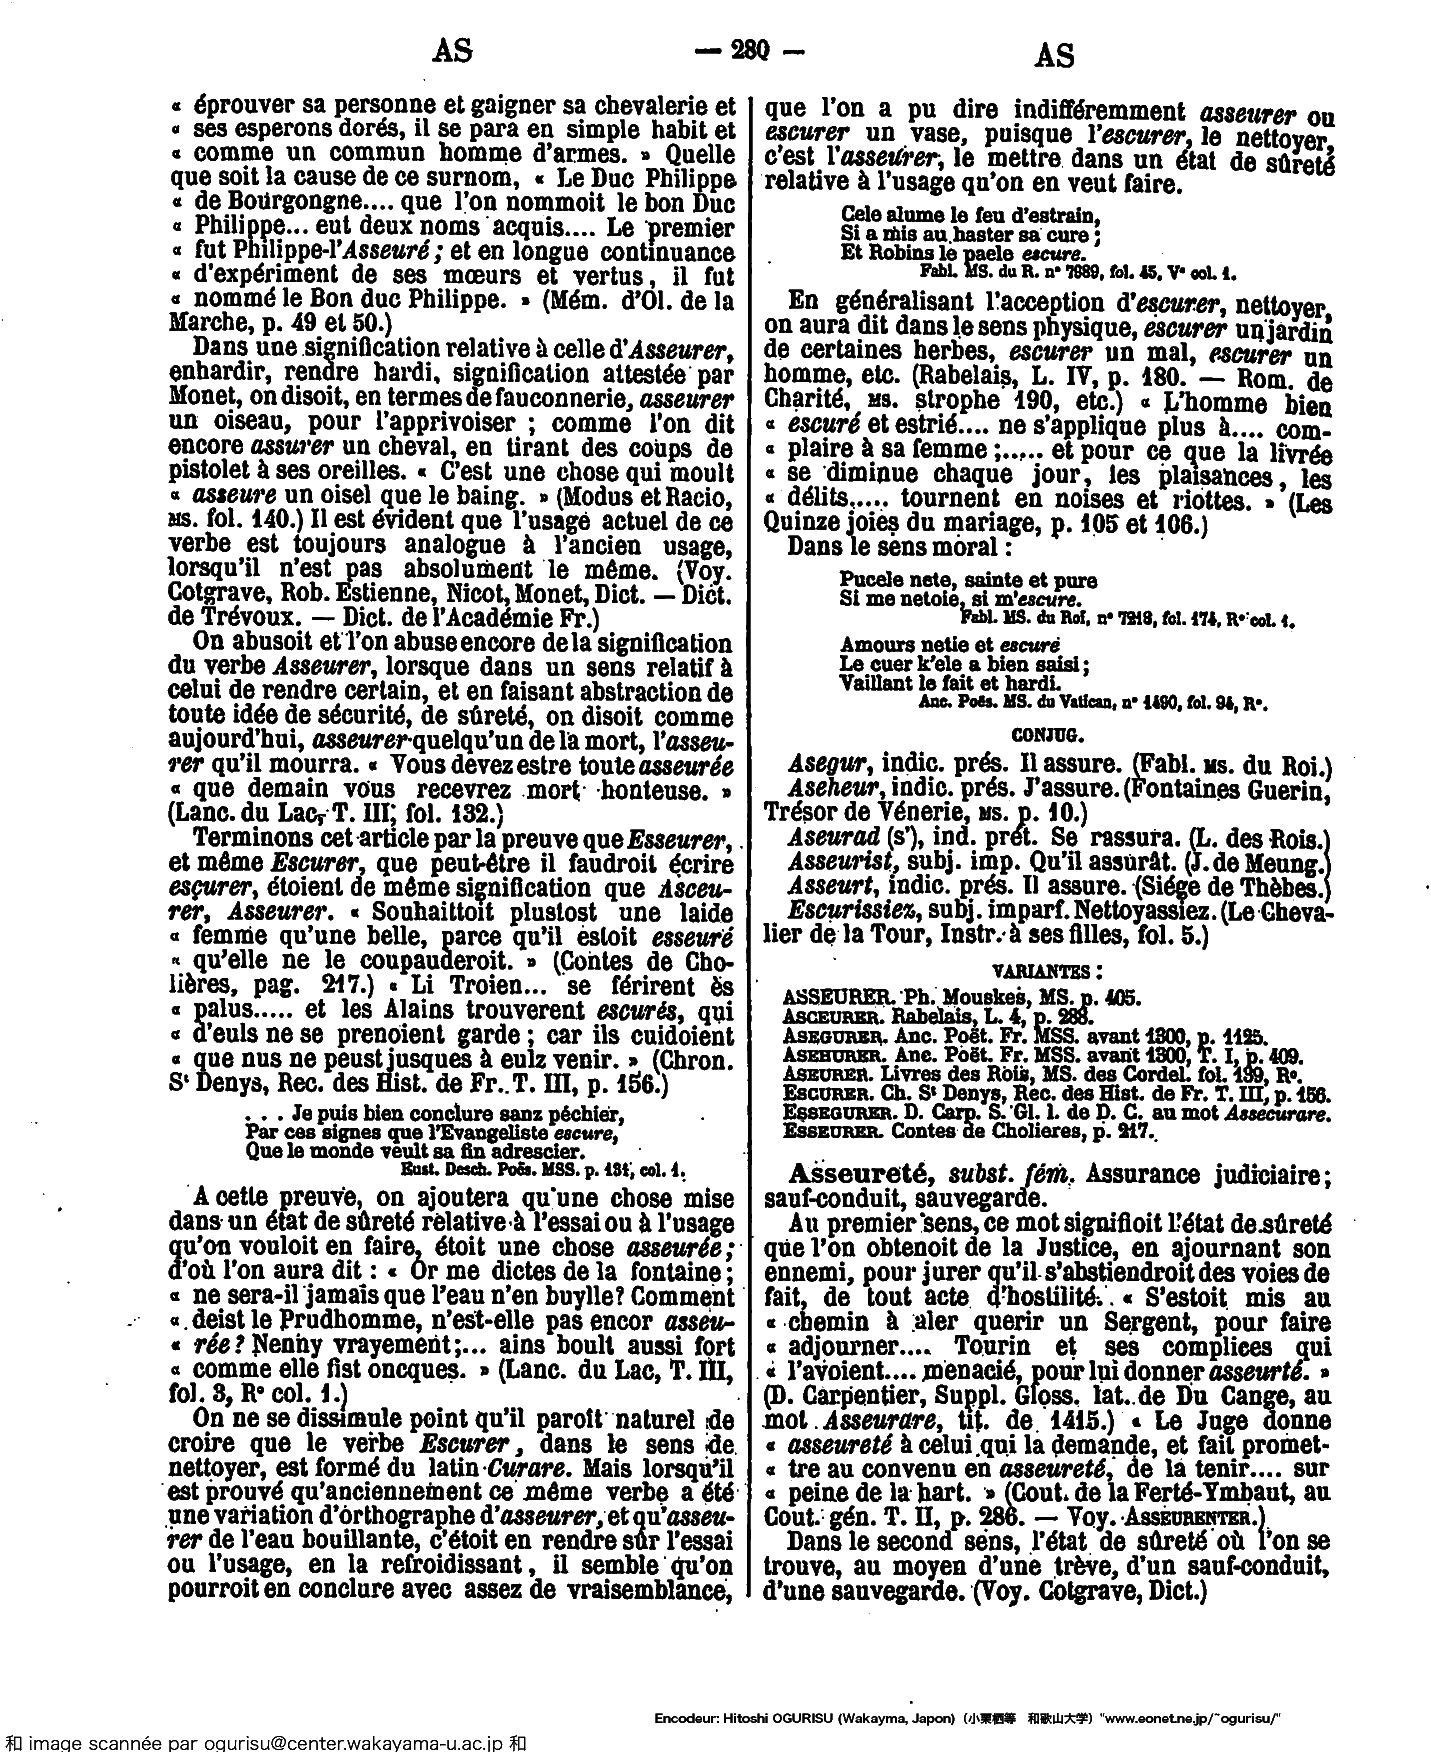 AS
— 280 —
AS
« éprouver sa personne et gaigner sa chevalerie et
« ses esperons dorés, il se para en simple habit et
« comme un commun homme d'armes. » Quelle
que soit la cause de ce surnom, « Le Duc Philippe
« de Bourgongne.... que l'on nommoit le bon Duc
« Philippe... eut deux noms acquis.... Le premier
« fut Philippe-l'Asseuré ; et en longue continuance
« d'expériment de ses mœurs et vertus, il fut
« nommé le Bon duc Philippe. » (Mém. d'Ol. de la
Marche, p. 49 et 50.)
Dans une signification relative à celle d'Asseurer,
enhardir, rendre hardi, signification attestée par
Monet, on disoit, en termes de fauconnerie, asseurer
un oiseau, pour l'apprivoiser ; comme l'on dit
encore assurer un cheval, en tirant des coups de
pistolet à ses oreilles. « C'est une chose qui moult
« asseure un oisel que le baing. » (Modus et Racio,
MS. fol. 140.) Il est évident que l'usage actuel de ce
verbe est toujours analogue à l'ancien usage,
lorsqu'il n'est pas absolument le même. (Voy.
Cotgrave, Rob. Estienne, Nicot, Monet, Dict. — Dict.
de Trévoux. — Dict. de l'Académie Fr.)
On abusoit et l'on abuse encore de la signification
du verbe Asseurer, lorsque dans un sens relatif à
celui de rendre certain, et en faisant abstraction de
toute idée de sécurité, de sûreté, on disoit comme
aujourd'hui, asseurer quelqu'un de la mort, l'asseu-
rer qu'il mourra. « Vous devez estre toute asseurée
« que demain vous recevrez mort honteuse. »
(Lanc. du Lac, T. III, fol. 132.)
Terminons cet article par la preuve que Esseurer,
et même Escurer, que peut-être il faudroit écrire
esçurer, étoient de même signification que Asceu-
rer, Asseurer. « Souhaittoit plustost une laide
« femme qu'une belle, parce qu'il estoit esseuré
« qu'elle ne le coupauderoit. » (Contes de Cho-
lières, pag. 217.) « Li Troien... se férirent ès
« palus..... et les Alains trouverent escurés, qui
« d'euls ne se prenoient garde ; car ils cuidoient
« que nus ne peust jusques à eulz venir. » (Chron.
St Denys, Rec. des Hist. de Fr. T. III, p. 156.)
. . . Je puis bien conclure sanz péchier,
Par ces signes que l'Evangeliste escure,
Que le monde veult sa fin adrescier.
Eust. Desch. Poës. MSS. p. 131, col. 1.
A cette preuve, on ajoutera qu'une chose mise
dans un état de sûreté relative à l'essai ou à l'usage
qu'on vouloit en faire, étoit une chose asseurée ;
d'où l'on aura dit : « Or me dictes de la fontaine ;
« ne sera-il jamais que l'eau n'en buylle? Comment
« deist le Prudhomme, n'est-elle pas encor asseu-
« rée ? Nenny vrayement ;... ains boult aussi fort
« comme elle fist oncques. » (Lanc. du Lac, T. III,
fol. 3, R° col. 1.)
On ne se dissimule point qu'il paroît naturel de
croire que le verbe Escurer, dans le sens de
nettoyer, est formé du latin Curare. Mais lorsqu'il
est prouvé qu'anciennement ce même verbe a été
une variation d'orthographe d'asseurer, et qu'asseu-
rer de l'eau bouillante, c'étoit en rendre sûr l'essai
ou l'usage, en la refroidissant, il semble qu'on
pourroit en conclure avec assez de vraisemblance,
que l'on a pu dire indifféremment asseurer ou
escurer un vase, puisque l'escurer, le nettoyer,
c'est l'asseurer, le mettre dans un état de sûreté
relative à l'usage qu'on en veut faire.
Cele alume le feu d'estrain,
Si a mis au haster sa cure ;
Et Robins le paele escure.
Fabl. MS. du R. n° 7989, fol. 45, V° col. 1.
En généralisant l'acception d'escurer, nettoyer,
on aura dit dans le sens physique, escurer un jardin
de certaines herbes, escurer un mal, escurer un
homme, etc. (Rabelais, L. IV, p. 180. — Rom. de
Charité, MS. strophe 190, etc.) « L'homme bien
« escuré et estrié.... ne s'applique plus à.... com-
« plaire à sa femme ;..... et pour ce que la livrée
« se diminue chaque jour, les plaisances, les
« délits..... tournent en noises et riottes. » (Les
Quinze joies du mariage, p. 105 et 106.)
Dans le sens moral :
Pucele nete, sainte et pure
Si me netoie, si m'escure.
Fabl. MS. du Roi, n° 7218, fol. 174, R° col. 1.
Amours netie et escuré
Le cuer k'ele a bien saisi ;
Vaillant le fait et hardi.
Anc. Poës. MS. du Vatican, n° 1490, fol. 94, R°.
CONJUG.
Asegur, indic. prés. Il assure. (Fabl. MS. du Roi.)
Aseheur, indic. prés. J'assure. (Fontaines Guerin,
Trésor de Vénerie, MS. p. 10.)
Aseurad (s'), ind. prét. Se rassura. (L. des Rois.)
Asseurist, subj. imp. Qu'il assurât. (J. de Meung.)
Asseurt, indic. prés. Il assure. (Siége de Thèbes.)
Escurissiez, subj. imparf. Nettoyassiez. (Le Cheva-
lier de la Tour, Instr. à ses filles, fol. 5.)
VARIANTES :
ASSEURER. Ph. Mouskes, MS. p. 405.
ASCEURER. Rabelais, L. 4, p. 288.
ASEGURER. Anc. Poët. Fr. MSS. avant 1300, p. 1125.
ASEHURER. Anc. Poët. Fr. MSS. avant 1300, T. I, p. 409.
ASEURER. Livres des Rois, MS. des Cordel. fol. 139, R°.
ESCURER. Ch. St Denys, Rec. des Hist. de Fr. T. III, p. 156.
ESSEGURER. D. Carp. S. Gl. l. de D. C. au mot Assecurare.
ESSEURER. Contes de Cholieres, p. 217.
Asseureté, subst. fém. Assurance judiciaire ;
sauf-conduit, sauvegarde.
Au premier sens, ce mot signifioit l'état de sûreté
que l'on obtenoit de la Justice, en ajournant son
ennemi, pour jurer qu'il s'abstiendroit des voies de
fait, de tout acte d'hostilité. « S'estoit mis au
« chemin à aler querir un Sergent, pour faire
« adjourner.... Tourin et ses complices qui
« l'avoient.... menacié, pour lui donner asseurté. »
(D. Carpentier, Suppl. Gloss. lat. de Du Cange, au
mot Asseurare, tit. de 1415.) « Le Juge donne
« asseureté à celui qui la demande, et fait promet-
« tre au convenu en asseureté, de la tenir.... sur
« peine de la hart. » (Cout. de la Ferté-Ymbaut, au
Cout. gén. T. II, p. 286. — Voy. ASSEURENTER.)
Dans le second sens, l'état de sûreté où l'on se
trouve, au moyen d'une trève, d'un sauf-conduit,
d'une sauvegarde. (Voy. Cotgrave, Dict.)
Encodeur: Hitoshi OGURISU (Wakayma, Japon) (小栗栖等 和歌山大学) "www.eonet.ne.jp/~ogurisu/"
和 image scannée par ogurisu@center.wakayama-u.ac.jp 和